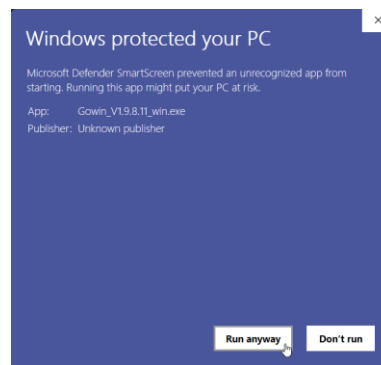 Windows protected your PC
Microsoft Defender SmartScreen prevented an unrecognized app from
starting. Running this app might put your PC at risk.
App: Gowin_V1.9.8.11_win.exe
Publisher: Unknown publisher
Run anyway Don't run